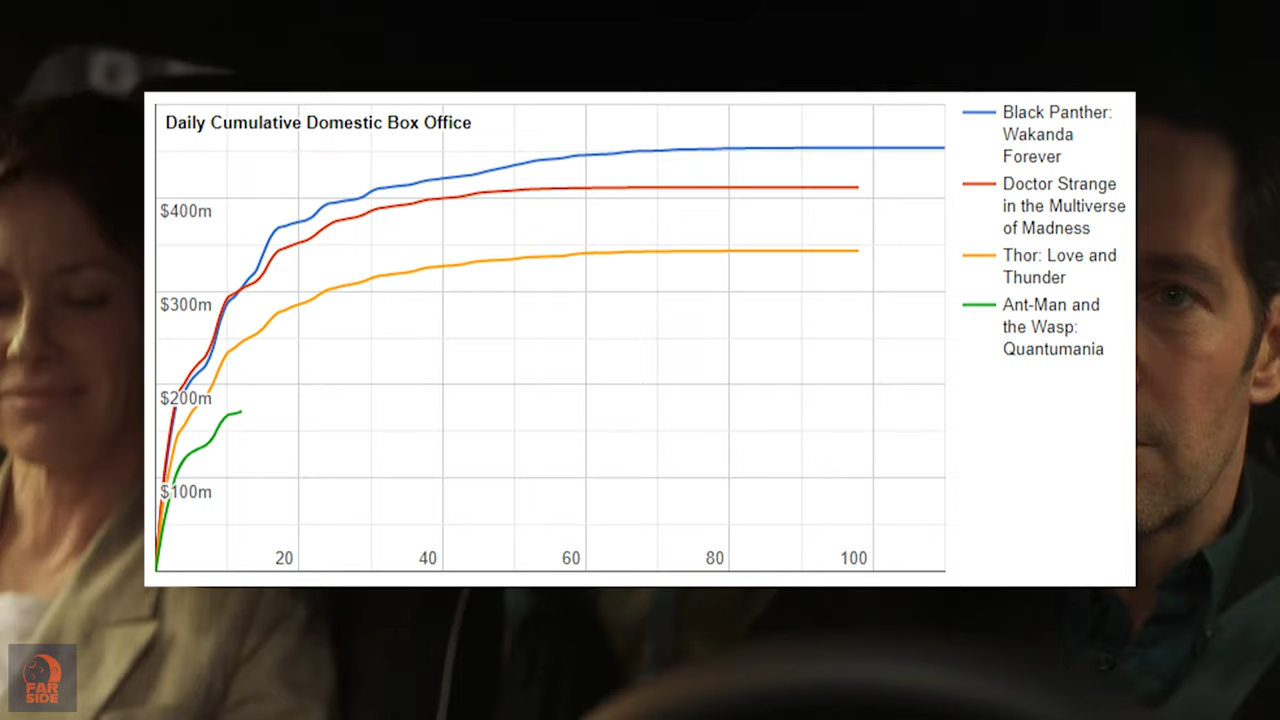 Daily Cumulative Domestic Box Office
$400m
$300m
$200m
$100m
20
40
60
80
100
Black Panther:
Wakanda
Forever
Doctor Strange
in the Multiverse
of Madness
Thor: Love and
Thunder
Ant-Man and
the Wasp:
Quantumania
FAR
SIDE